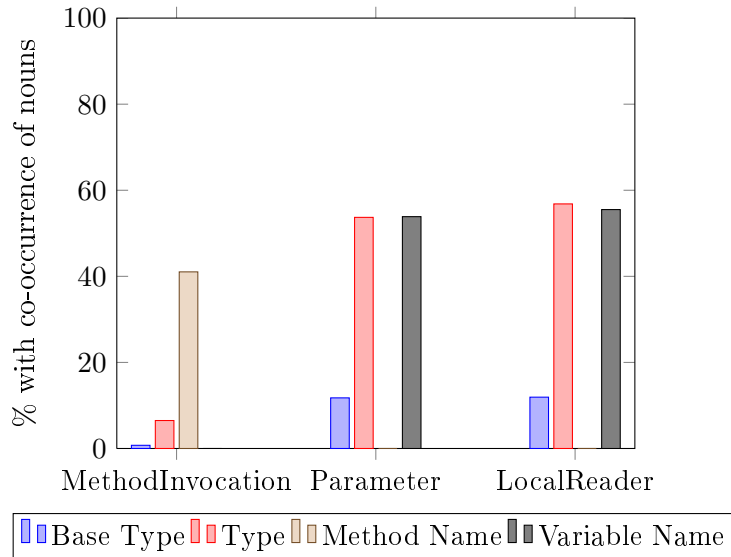 100
80
60
40
20
0
% with co-occurrence of nouns
MethodInvocation Parameter LocalReader
Base Type Type Method Name Variable Name